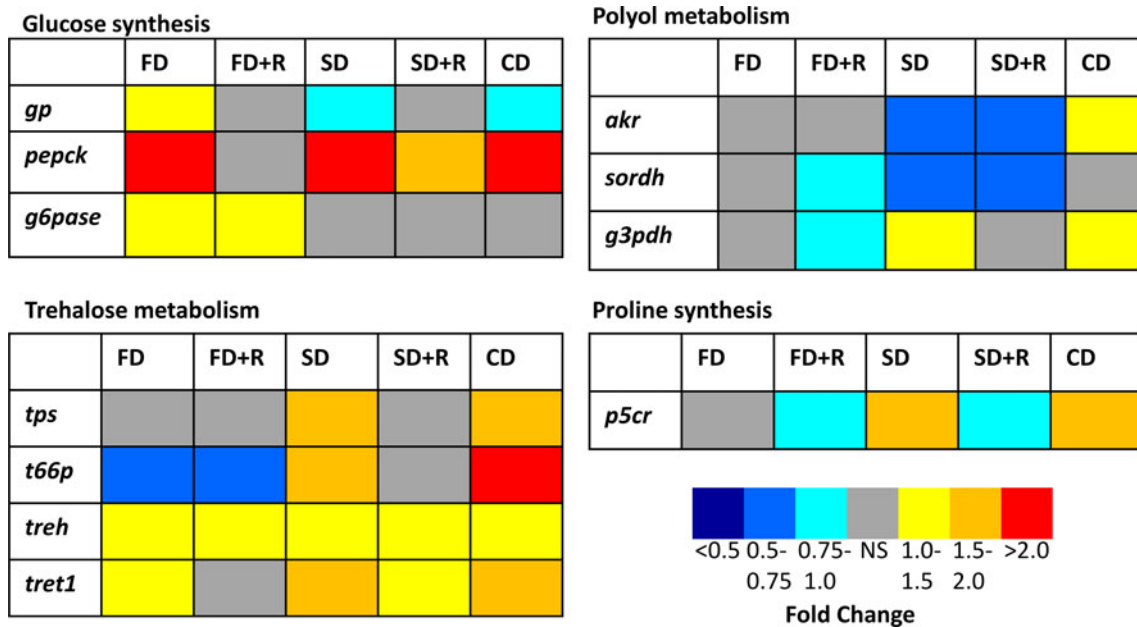 Glucose synthesis
FD FD+R SD SD+R CD
gp
pepck
g6pase
Polyol metabolism
FD FD+R SD SD+R CD
akr
sordh
g3pdh
Trehalose metabolism
FD FD+R SD SD+R CD
tps
t66p
treh
tret1
Proline synthesis
FD FD+R SD SD+R CD
p5cr
<0.5 0.5- 0.75- NS 1.0- 1.5- >2.0
0.75 1.0 1.5 2.0
Fold Change